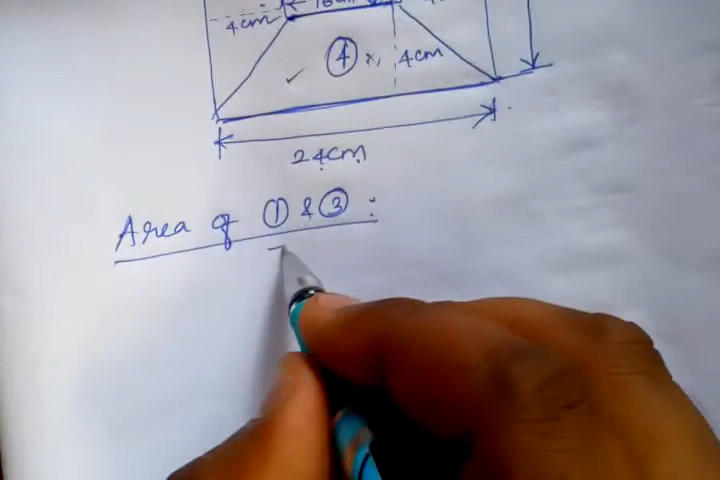 4cm
④ x, 4cm
24cm
Area of ① & ③ :